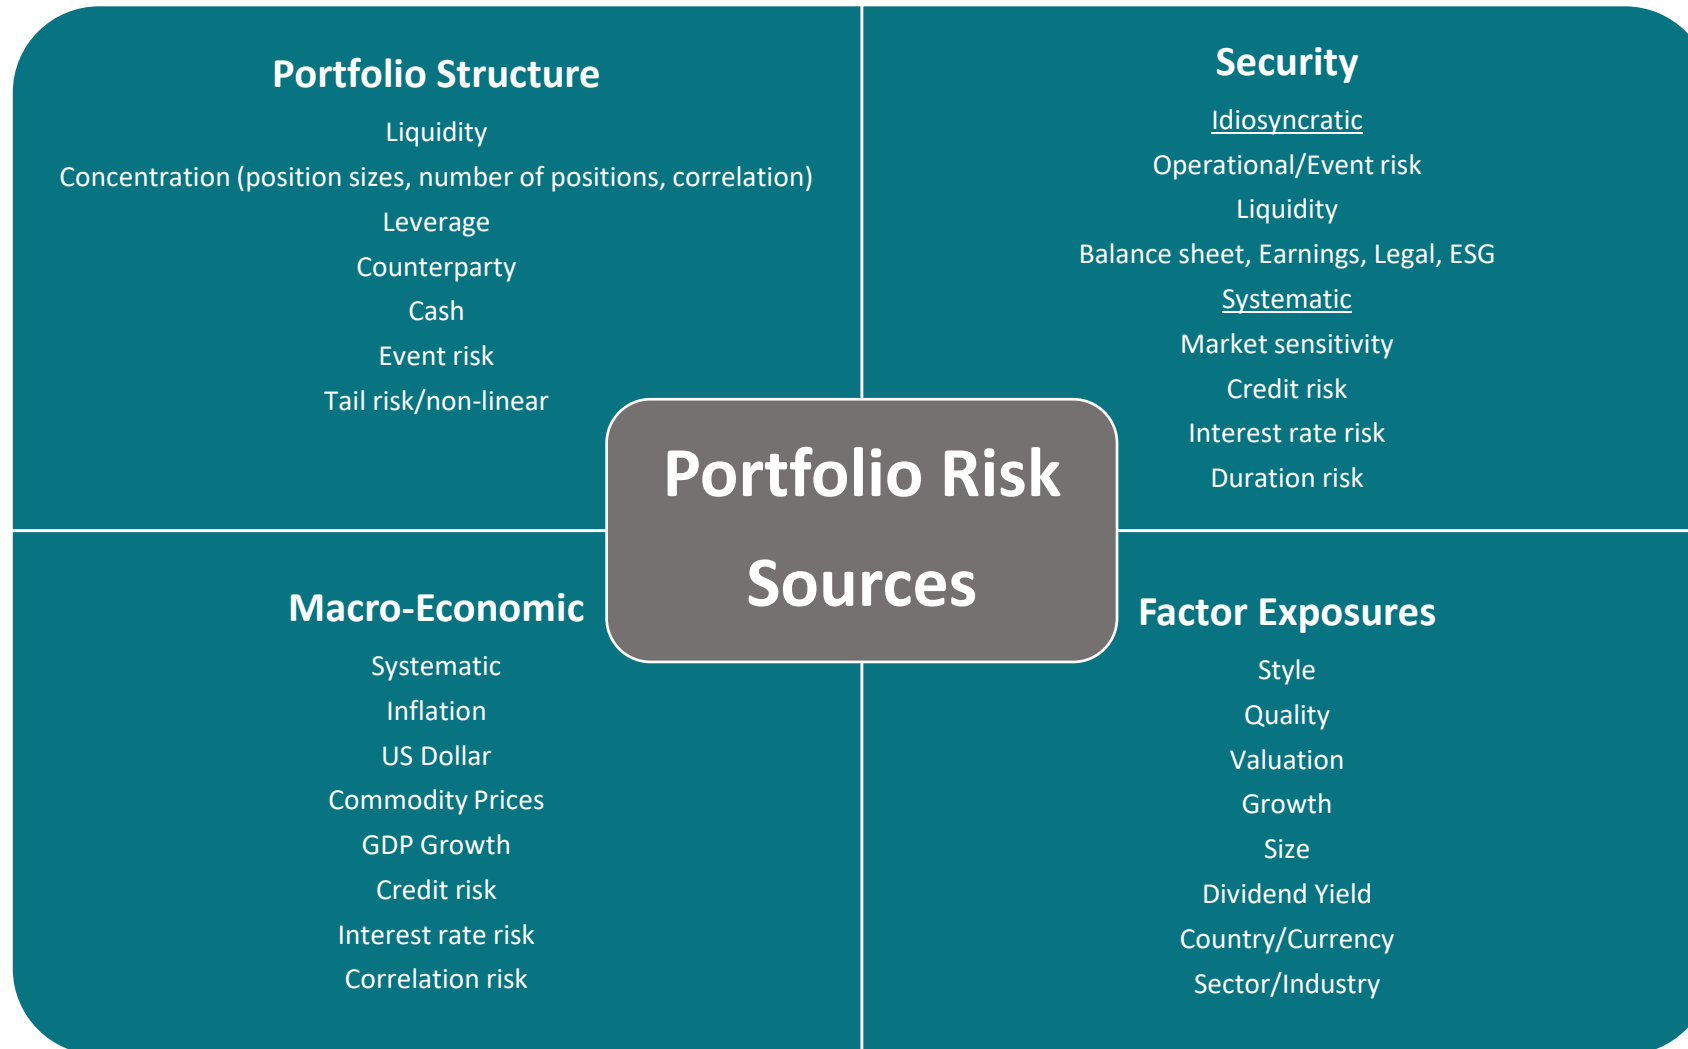 Portfolio Structure
Liquidity
Concentration (position sizes, number of positions, correlation)
Leverage
Counterparty
Cash
Event risk
Tail risk/non-linear
Security
Idiosyncratic
Operational/Event risk
Liquidity
Balance sheet, Earnings, Legal, ESG
Systematic
Market sensitivity
Credit risk
Interest rate risk
Duration risk
Portfolio Risk
Sources
Macro-Economic
Systematic
Inflation
US Dollar
Commodity Prices
GDP Growth
Credit risk
Interest rate risk
Correlation risk
Factor Exposures
Style
Quality
Valuation
Growth
Size
Dividend Yield
Country/Currency
Sector/Industry